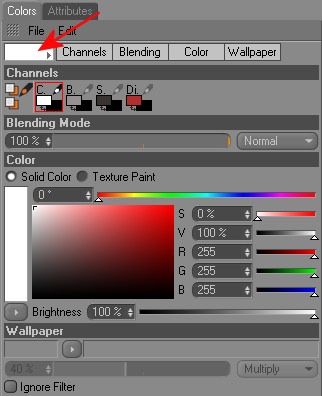 Colors Attributes
File Edit
Channels Blending Color Wallpaper
Channels
C. B. S. Di.
Blending Mode
100 % Normal
Color
Solid Color Texture Paint
0 °
S 0 %
V 100 %
R 255
G 255
B 255
Brightness 100 %
Wallpaper
40 % Multiply
Ignore Filter